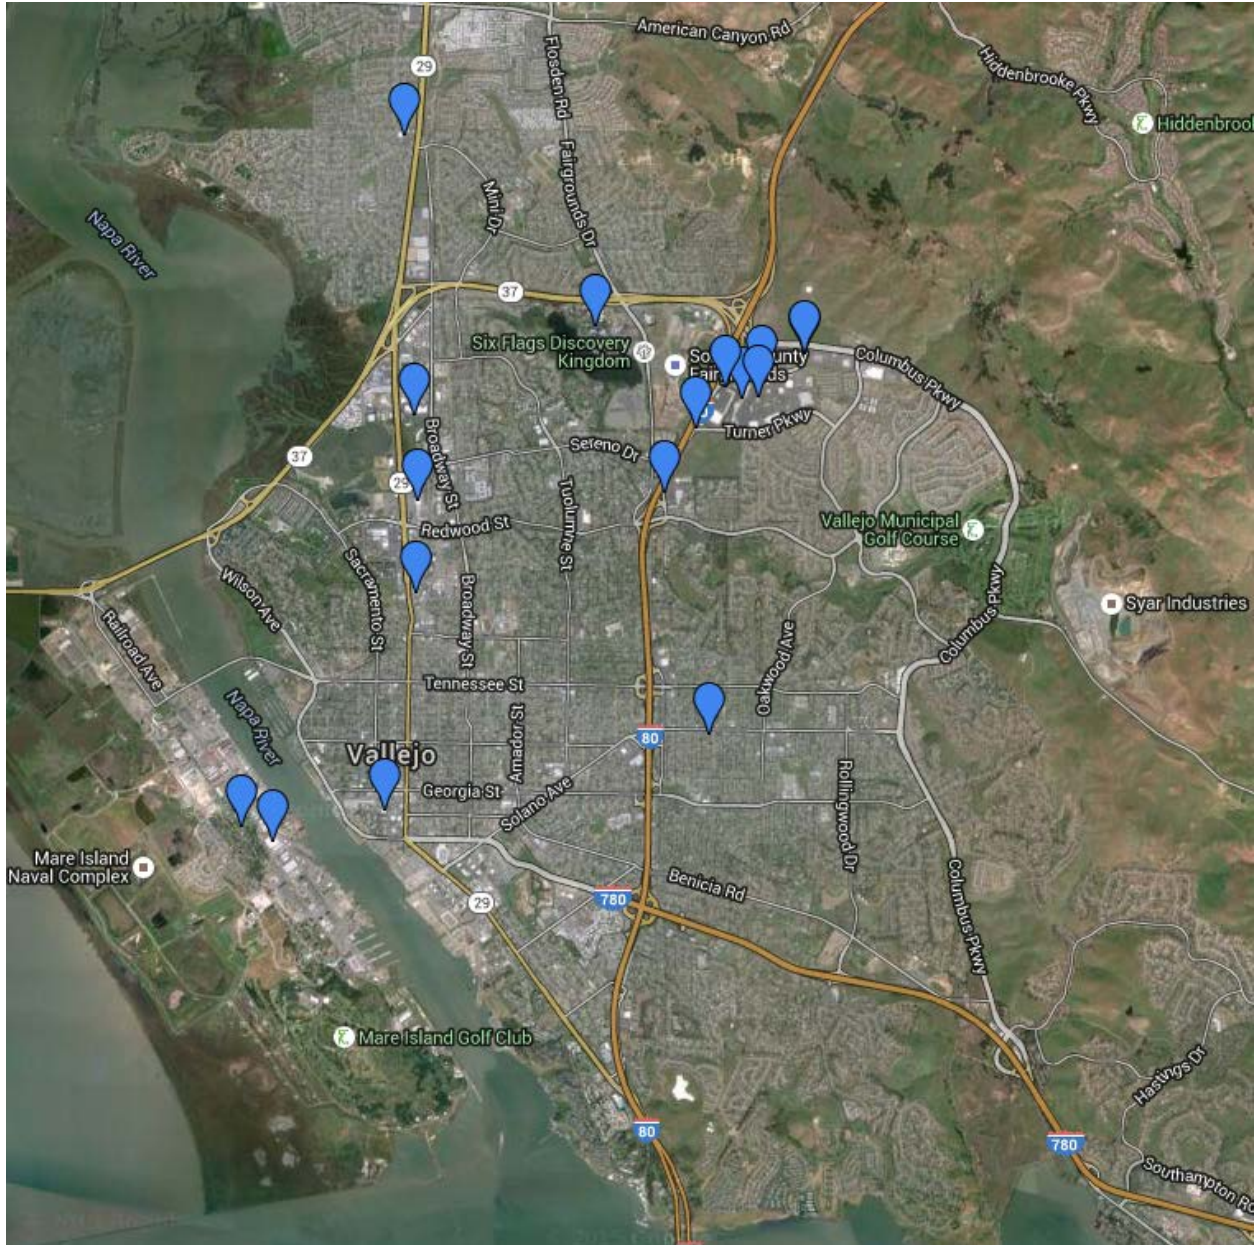 American Canyon Rd
29
Flosden Rd
Hiddenbrooke Pkwy
Hiddenbrook
Fairgrounds Dr
Mini Dr
Napa River
37
Six Flags Discovery
Kingdom
So    unty
Fair    ds
Columbus Pkwy
Turner Pkwy
Broadway St
Sereno Dr
37
29
Tuolumne St
Redwood St
Vallejo Municipal
Golf Course
Sacramento St
Wilson Ave
Broadway St
Columbus Pkwy
Syar Industries
Railroad Ave
Oakwood Ave
Tennessee St
Napa River
Amador St
80
Vallejo
Georgia St
Solano Ave
Rollingwood Dr
Mare Island
Naval Complex
Benicia Rd
780
29
Columbus Pkwy
Mare Island Golf Club
Hastings Dr
80
780
Southampton Rd